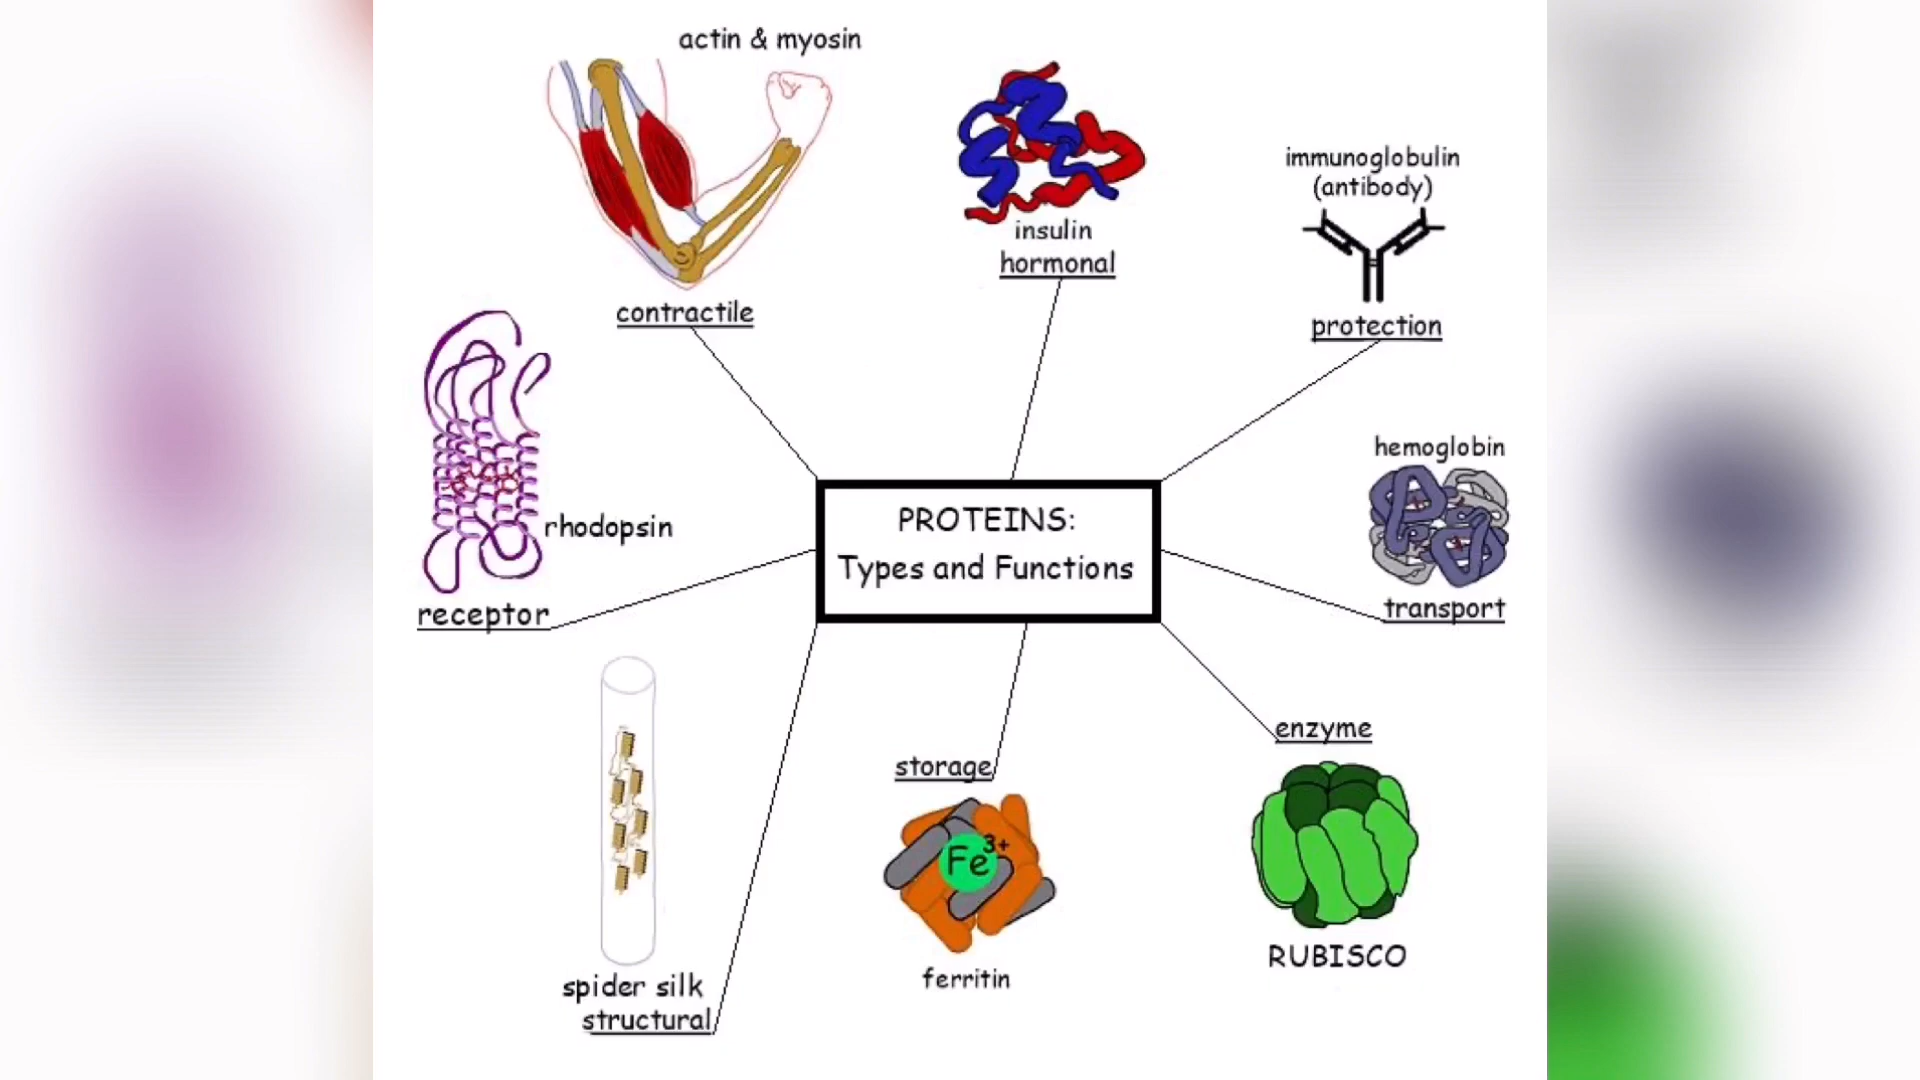 actin & myosin
contractile
insulin
hormonal
immunoglobulin
(antibody)
protection
hemoglobin
transport
rhodopsin
receptor
PROTEINS:
Types and Functions
enzyme
RUBISCO
storage
Fe3+
ferritin
spider silk
structural